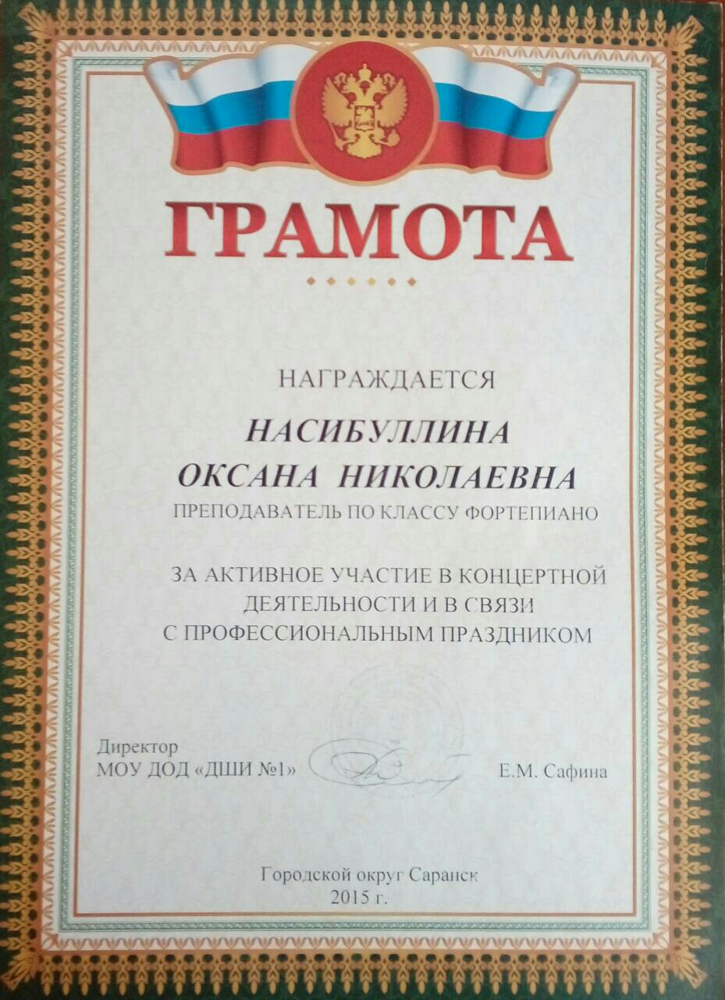 ГРАМОТА
НАГРАЖДАЕТСЯ
НАСИБУЛЛИНА
ОКСАНА НИКОЛАЕВНА
ПРЕПОДАВАТЕЛЬ ПО КЛАССУ ФОРТЕПИАНО
ЗА АКТИВНОЕ УЧАСТИЕ В КОНЦЕРТНОЙ
ДЕЯТЕЛЬНОСТИ И В СВЯЗИ
С ПРОФЕССИОНАЛЬНЫМ ПРАЗДНИКОМ
Директор
МОУ ДОД «ДШИ №1» Е.М. Сафина
Городской округ Саранск
2015 г.